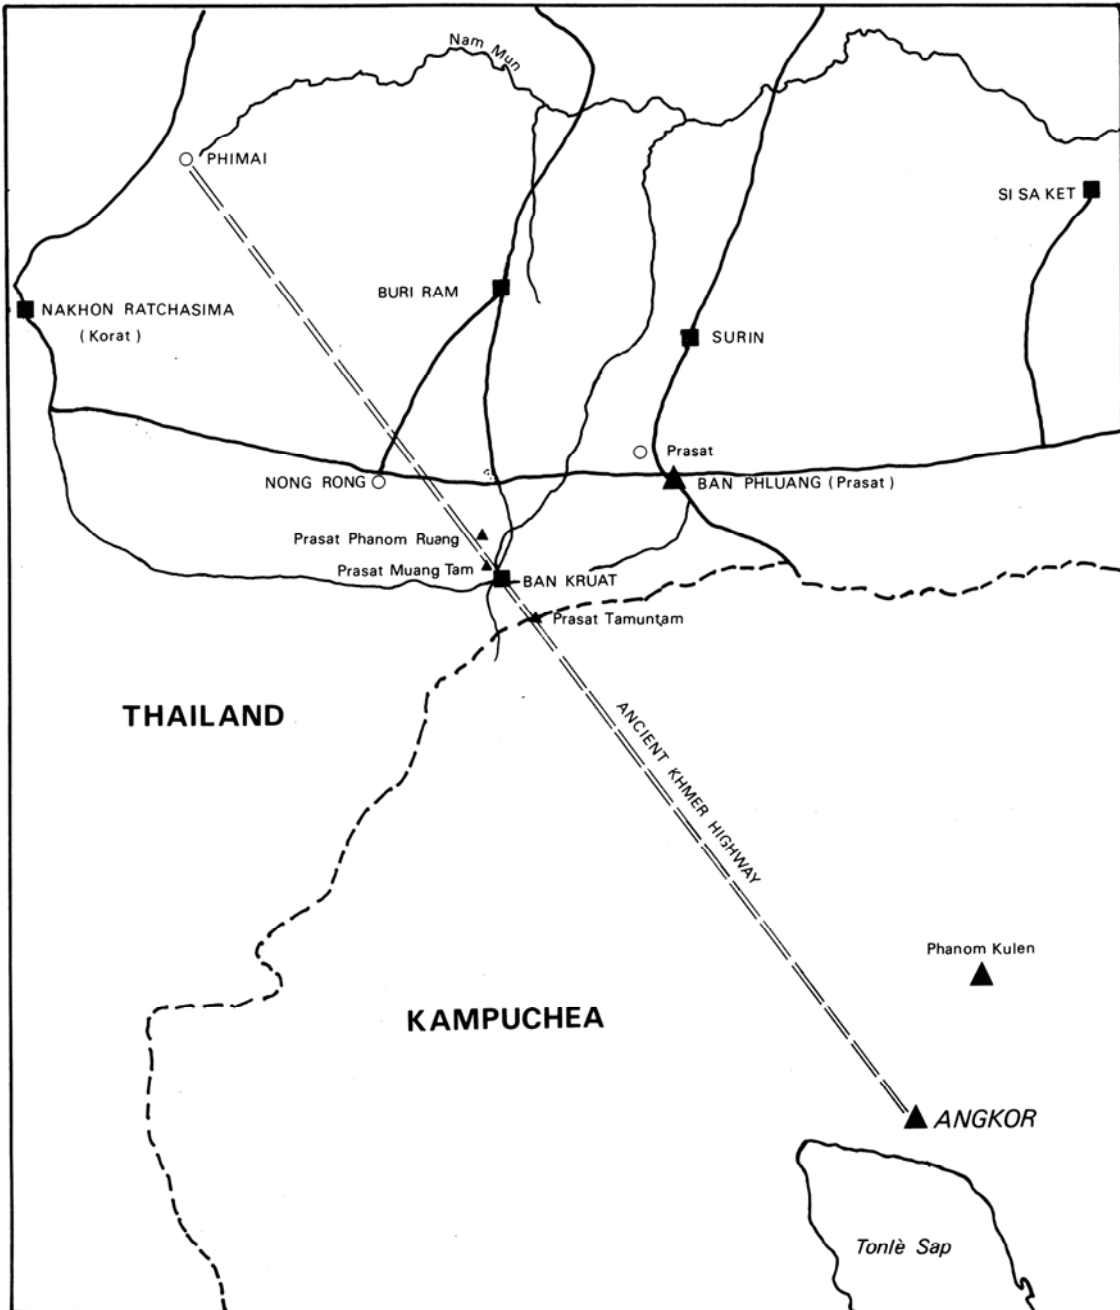 Nam Mun
PHIMAI
SI SA KET
BURI RAM
NAKHON RATCHASIMA
(Korat)
SURIN
Prasat
NONG RONG
BAN PHLUANG (Prasat)
Prasat Phanom Ruang
Prasat Muang Tam
BAN KRUAT
Prasat Tamuntam
THAILAND
ANCIENT KHMER HIGHWAY
Phanom Kulen
KAMPUCHEA
ANGKOR
Tonlè Sap